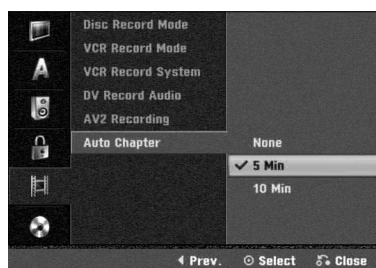 Disc Record Mode
VCR Record Mode
A
VCR Record System
DV Record Audio
AV2 Recording
Auto Chapter None
✓ 5 Min
10 Min
Prev. Select Close